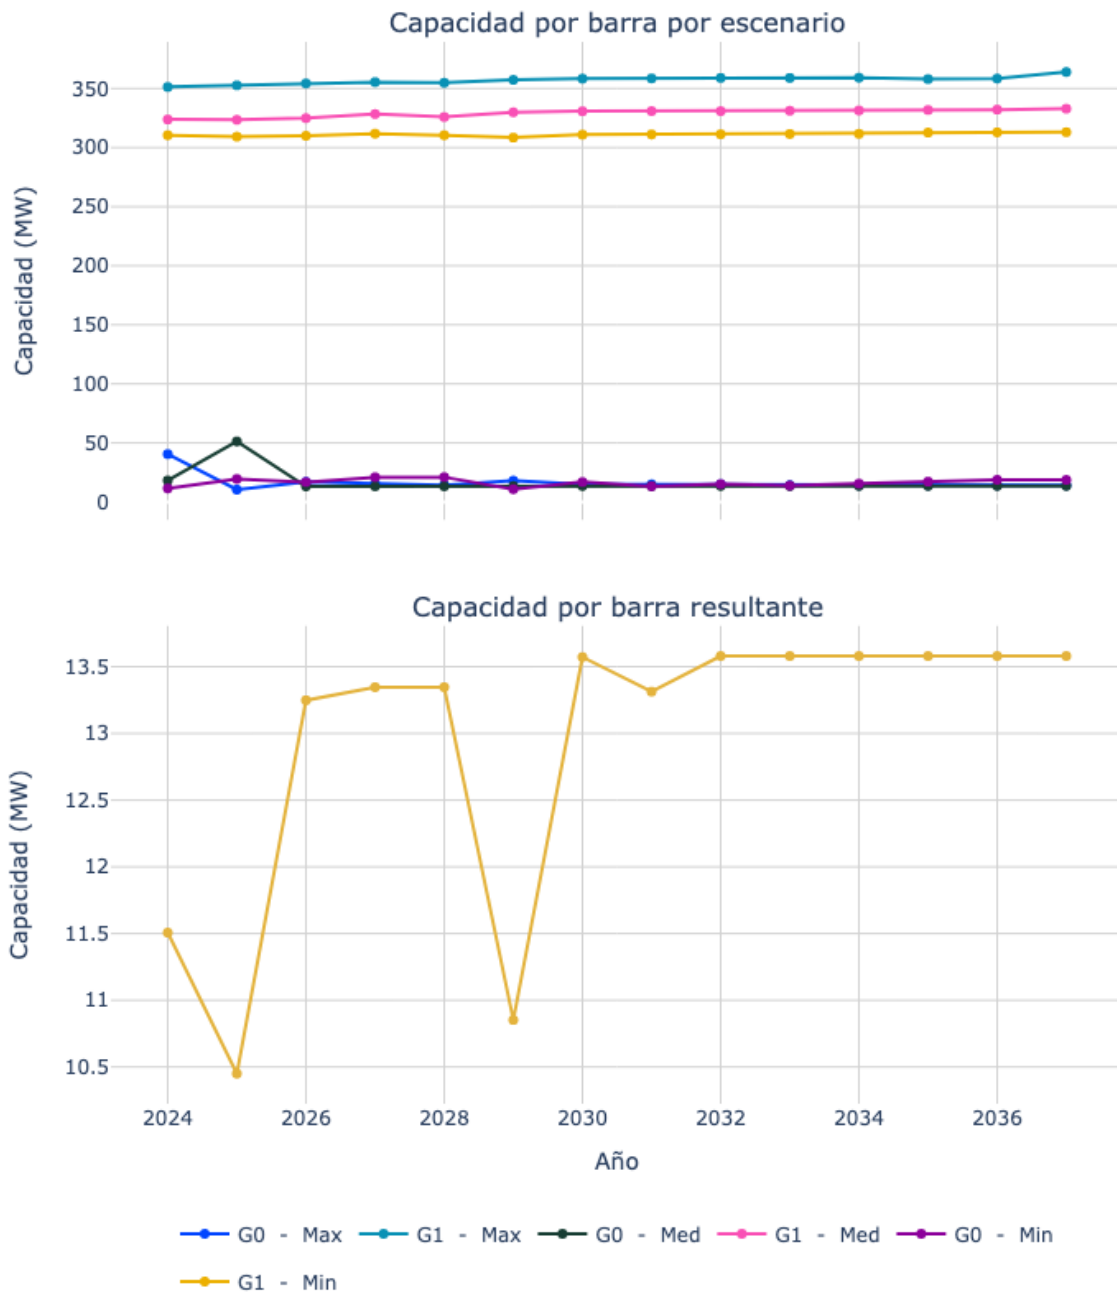 Capacidad por barra por escenario
350
300
250
200
150
100
50
0
Capacidad (MW)
Capacidad por barra resultante
13.5
13
12.5
12
11.5
11
10.5
Capacidad (MW)
2024 2026 2028 2030 2032 2034 2036
Año
G0 - Max G1 - Max G0 - Med G1 - Med G0 - Min
G1 - Min